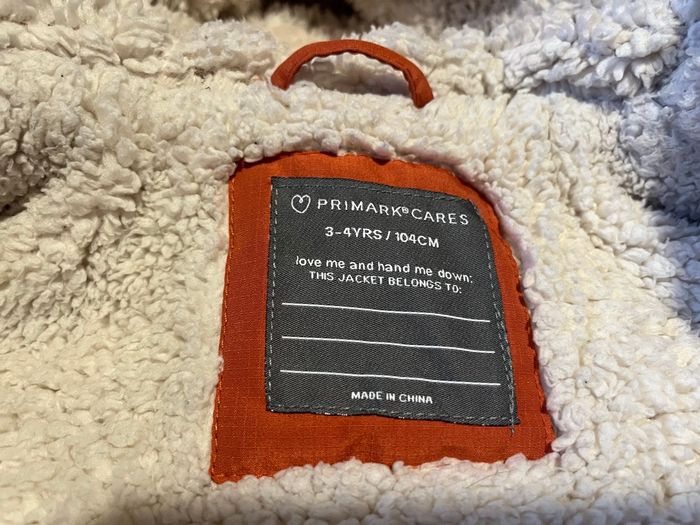 PRIMARK® CARES
3-4YRS / 104CM
love me and hand me down:
THIS JACKET BELONGS TO:
MADE IN CHINA